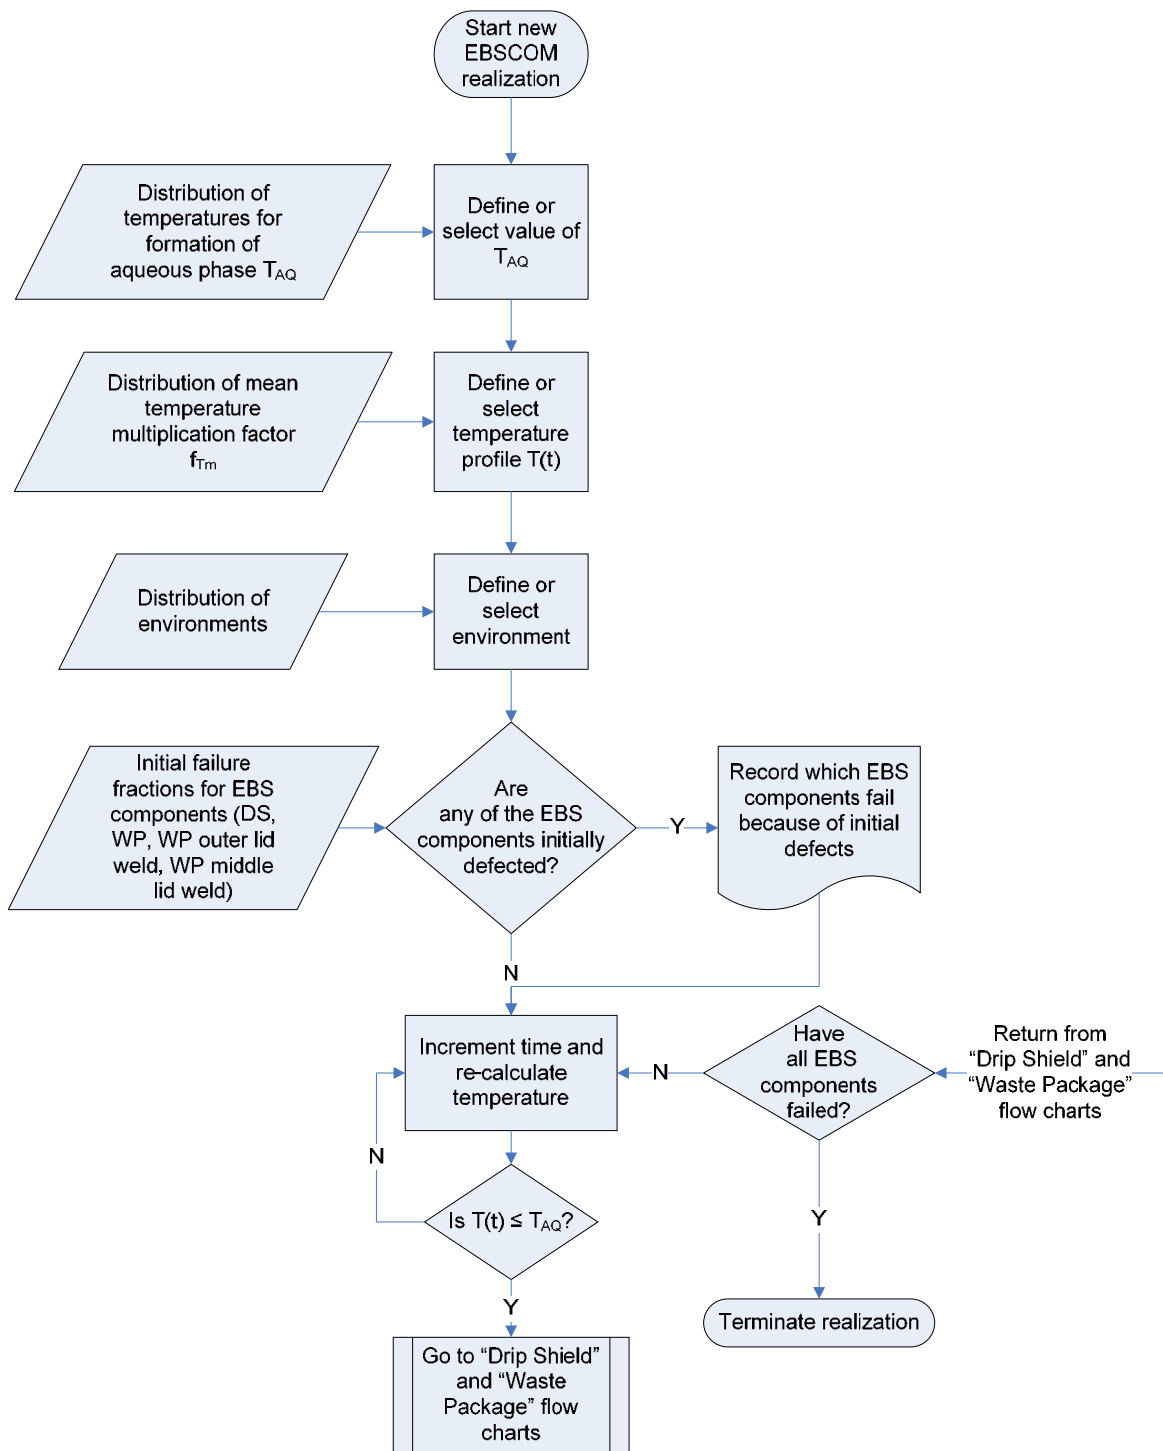 Start new
EBSCOM
realization
Distribution of
temperatures for
formation of
aqueous phase TAQ
Define or
select value of
TAQ
Distribution of mean
temperature
multiplication factor
fTm
Define or
select
temperature
profile T(t)
Distribution of
environments
Define or
select
environment
Initial failure
fractions for EBS
components (DS,
WP, WP outer lid
weld, WP middle
lid weld)
Are
any of the EBS
components initially
defected?
Y
Record which EBS
components fail
because of initial
defects
N
Increment time and
re-calculate
temperature
N
Have
all EBS
components
failed?
Return from
“Drip Shield” and
“Waste Package”
flow charts
N
Is T(t) ≤ TAQ?
Y
Y
Terminate realization
Go to “Drip Shield”
and “Waste
Package” flow
charts